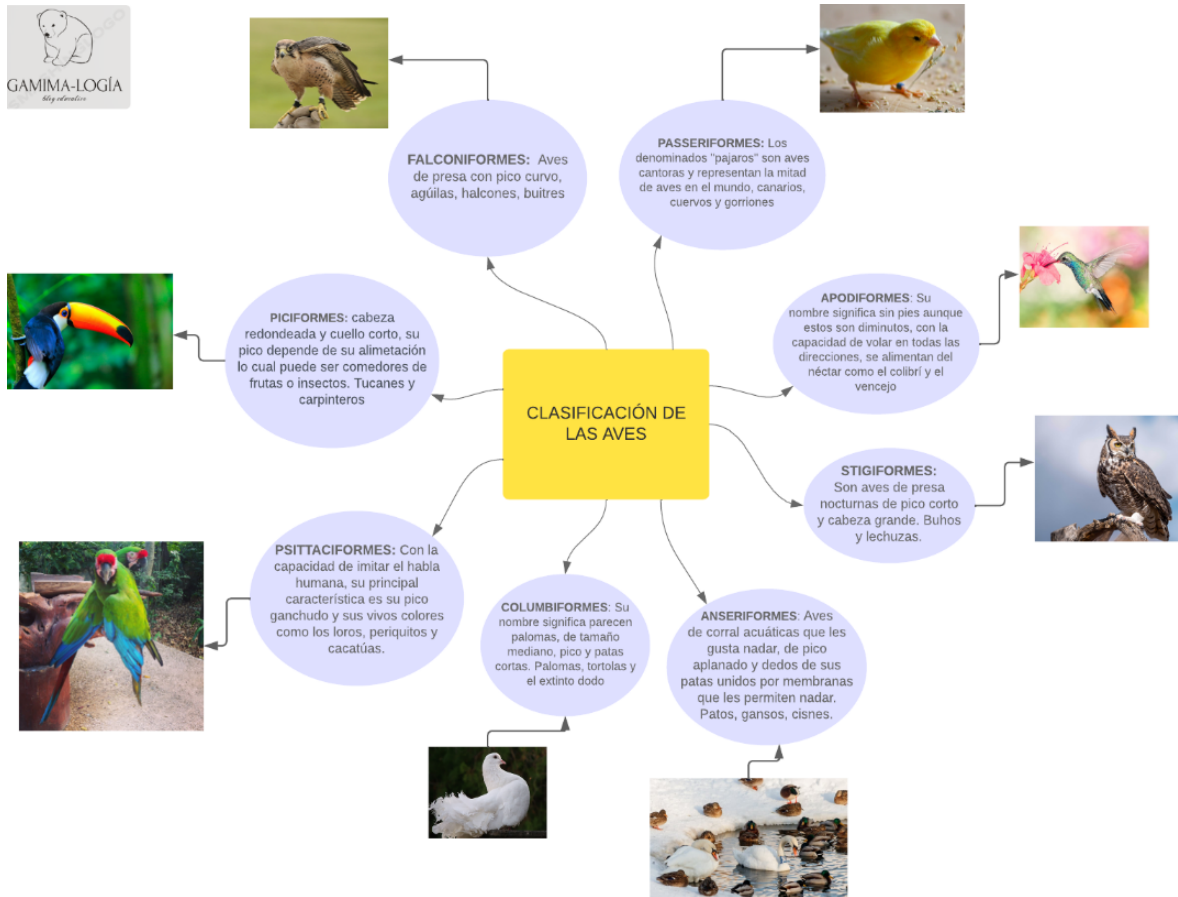 GAMIMA-LOGÍA
blog educativo
FALCONIFORMES: Aves
de presa con pico curvo,
agúilas, halcones, buitres
PASSERIFORMES: Los
denominados "pajaros" son aves
cantoras y representan la mitad
de aves en el mundo, canarios,
cuervos y gorriones
PICIFORMES: cabeza
redondeada y cuello corto, su
pico depende de su alimetación
lo cual puede ser comedores de
frutas o insectos. Tucanes y
carpinteros
APODIFORMES: Su
nombre significa sin pies aunque
estos son diminutos, con la
capacidad de volar en todas las
direcciones, se alimentan del
néctar como el colibrí y el
vencejo
CLASIFICACIÓN DE
LAS AVES
STIGIFORMES:
Son aves de presa
nocturnas de pico corto
y cabeza grande. Buhos
y lechuzas.
PSITTACIFORMES: Con la
capacidad de imitar el habla
humana, su principal
característica es su pico
ganchudo y sus vivos colores
como los loros, periquitos y
cacatúas.
COLUMBIFORMES: Su
nombre significa parecen
palomas, de tamaño
mediano, pico y patas
cortas. Palomas, tortolas y
el extinto dodo
ANSERIFORMES: Aves
de corral acuáticas que les
gusta nadar, de pico
aplanado y dedos de sus
patas unidos por membranas
que les permiten nadar.
Patos, gansos, cisnes.